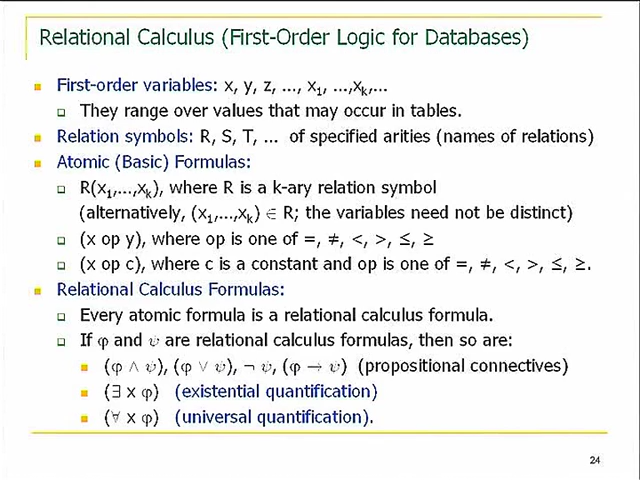 Relational Calculus (First-Order Logic for Databases)
First-order variables: x, y, z, …, x₁, …,xₖ,…
They range over values that may occur in tables.
Relation symbols: R, S, T, … of specified arities (names of relations)
Atomic (Basic) Formulas:
R(x₁,…,xₖ), where R is a k-ary relation symbol
(alternatively, (x₁,…,xₖ) ∈ R; the variables need not be distinct)
(x op y), where op is one of =, ≠, <, >, ≤, ≥
(x op c), where c is a constant and op is one of =, ≠, <, >, ≤, ≥.
Relational Calculus Formulas:
Every atomic formula is a relational calculus formula.
If φ and ψ are relational calculus formulas, then so are:
(φ ∧ ψ), (φ ∨ ψ), ¬ ψ, (φ → ψ) (propositional connectives)
(∃ x φ) (existential quantification)
(∀ x φ) (universal quantification).
24